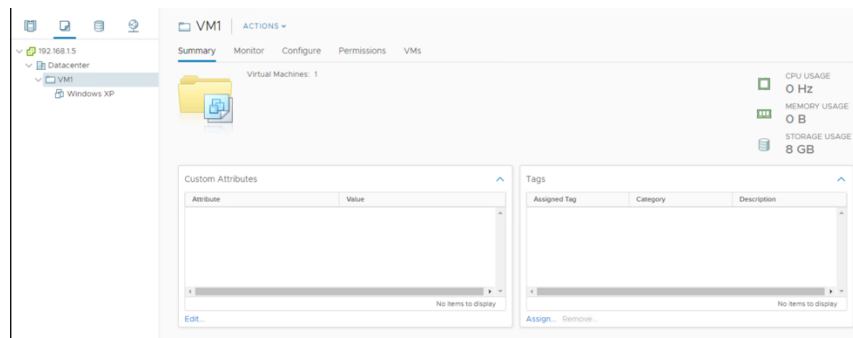 VM1 ACTIONS
192.168.1.5
Datacenter
VM1
Windows XP
Summary Monitor Configure Permissions VMs
Virtual Machines: 1
CPU USAGE
0 Hz
MEMORY USAGE
0 B
STORAGE USAGE
8 GB
Custom Attributes
Attribute Value
No items to display
Edit...
Tags
Assigned Tag Category Description
No items to display
Assign... Remove...